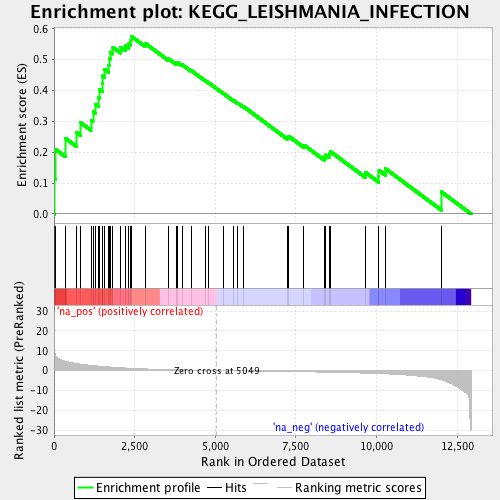 Enrichment plot: KEGG_LEISHMANIA_INFECTION
Enrichment score (ES)
0.6
0.5
0.4
0.3
0.2
0.1
0.0
'na_pos' (positively correlated)
Ranked list metric (PreRanked)
30
20
10
0
-10
-20
-30
Zero cross at 5049
'na_neg' (negatively correlated)
0
2,500
5,000
7,500
10,000
12,500
Rank in Ordered Dataset
Enrichment profile
Hits
Ranking metric scores